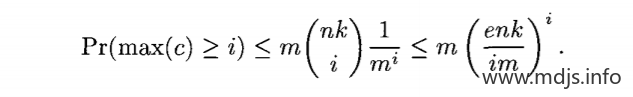 Pr(max(c) ≥ i) ≤ m \binom{nk}{i} \frac{1}{m^i} ≤ m \left( \frac{enk}{im} \right)^i .
www.mdjs.info